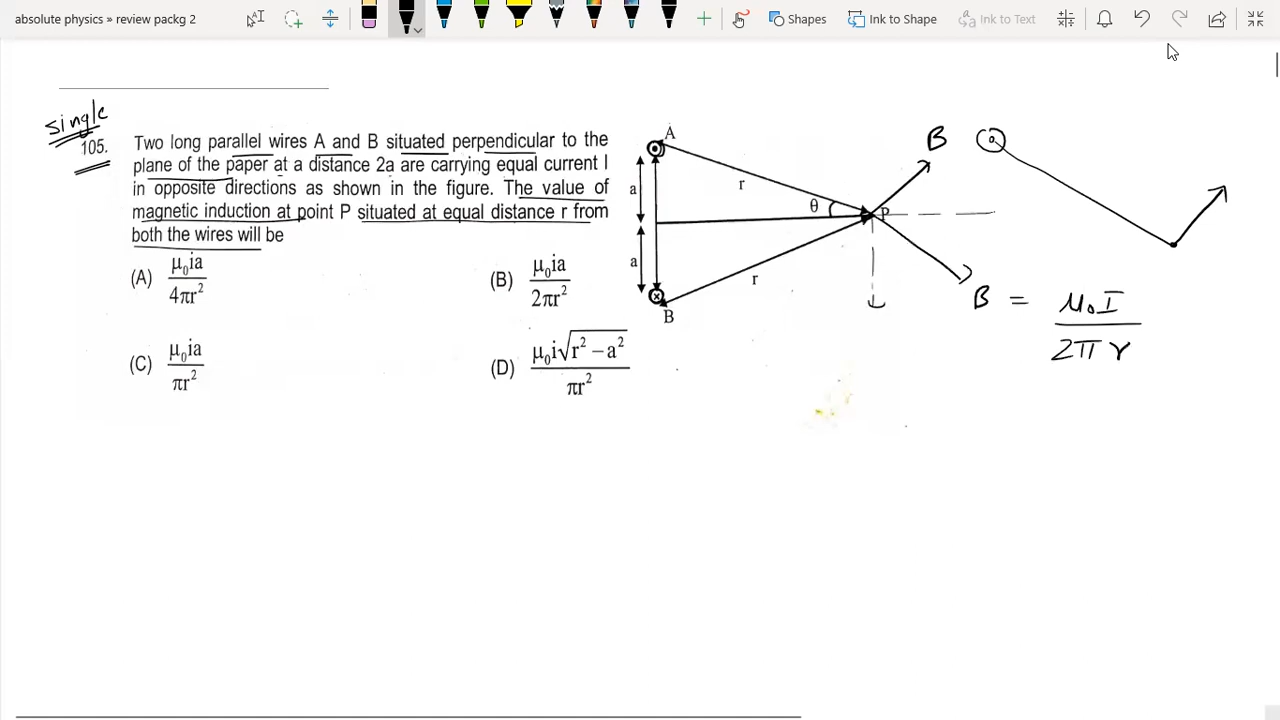 absolute physics » review packg 2
Shapes
Ink to Shape
Ink to Text
single
105.
Two long parallel wires A and B situated perpendicular to the
plane of the paper at a distance 2a are carrying equal current I
in opposite directions as shown in the figure. The value of
magnetic induction at point P situated at equal distance r from
both the wires will be
(A) μ₀ia / 4πr²
(B) μ₀ia / 2πr²
(C) μ₀ia / πr²
(D) μ₀i√(r² − a²) / πr²
A
a
r
θ
P
a
r
B
B
B = μ₀I / 2πr